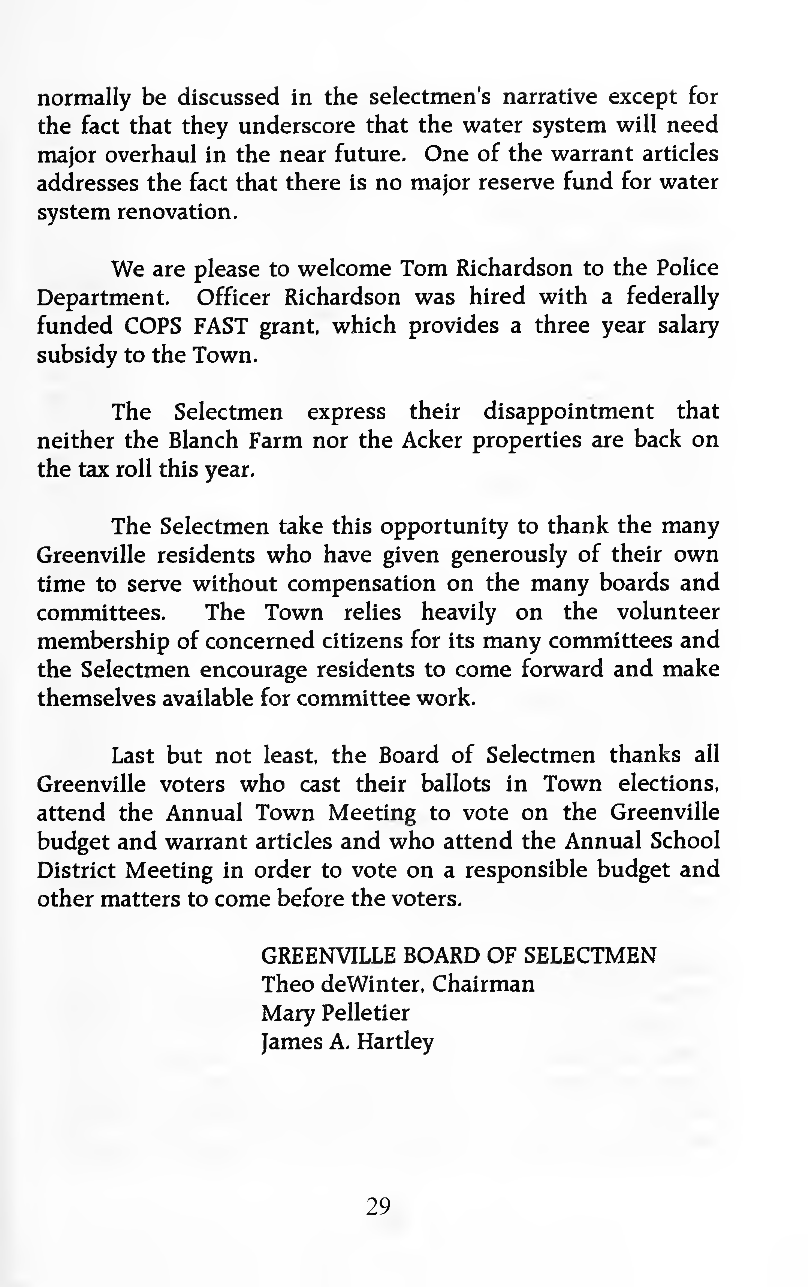 normally be discussed in the selectmen's narrative except for
the fact that they underscore that the water system will need
major overhaul in the near future. One of the warrant articles
addresses the fact that there is no major reserve fund for water
system renovation.
We are please to welcome Tom Richardson to the Police
Department. Officer Richardson was hired with a federally
funded COPS FAST grant, which provides a three year salary
subsidy to the Town.
The Selectmen express their disappointment that
neither the Blanch Farm nor the Acker properties are back on
the tax roll this year.
The Selectmen take this opportunity to thank the many
Greenville residents who have given generously of their own
time to serve without compensation on the many boards and
committees. The Town relies heavily on the volunteer
membership of concerned citizens for its many committees and
the Selectmen encourage residents to come forward and make
themselves available for committee work.
Last but not least, the Board of Selectmen thanks all
Greenville voters who cast their ballots in Town elections,
attend the Annual Town Meeting to vote on the Greenville
budget and warrant articles and who attend the Annual School
District Meeting in order to vote on a responsible budget and
other matters to come before the voters.
GREENVILLE BOARD OF SELECTMEN
Theo deWinter, Chairman
Mary Pelletier
James A. Hartley
29